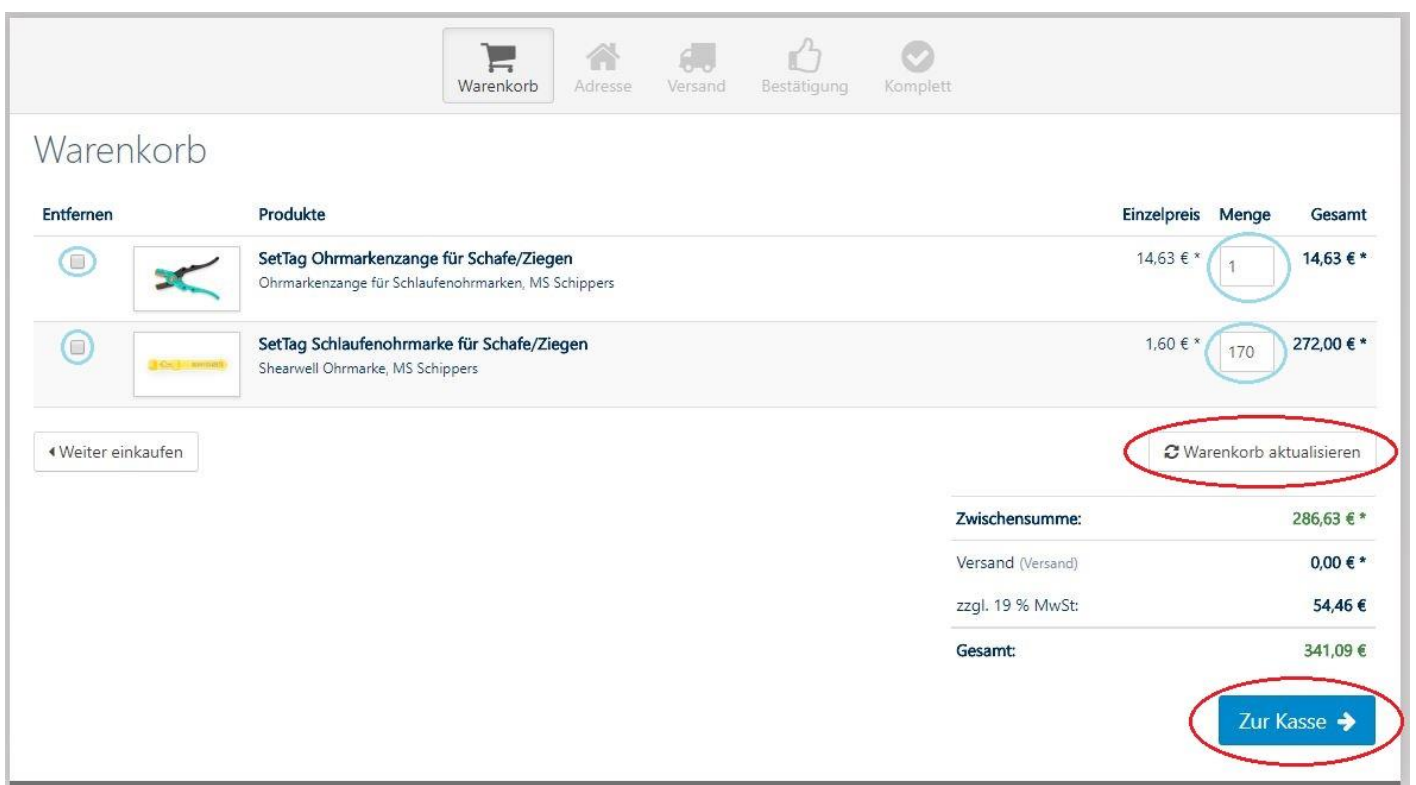 Warenkorb Adresse Versand Bestätigung Komplett
Warenkorb
Entfernen Produkte Einzelpreis Menge Gesamt
SetTag Ohrmarkenzange für Schafe/Ziegen 14,63 € * 1 14,63 € *
Ohrmarkenzange für Schlaufenohrmarken, MS Schippers
SetTag Schlaufenohrmarke für Schafe/Ziegen 1,60 € * 170 272,00 € *
Shearwell Ohrmarke, MS Schippers
Weiter einkaufen Warenkorb aktualisieren
Zwischensumme: 286,63 € *
Versand (Versand) 0,00 € *
zzgl. 19 % MwSt: 54,46 €
Gesamt: 341,09 €
Zur Kasse